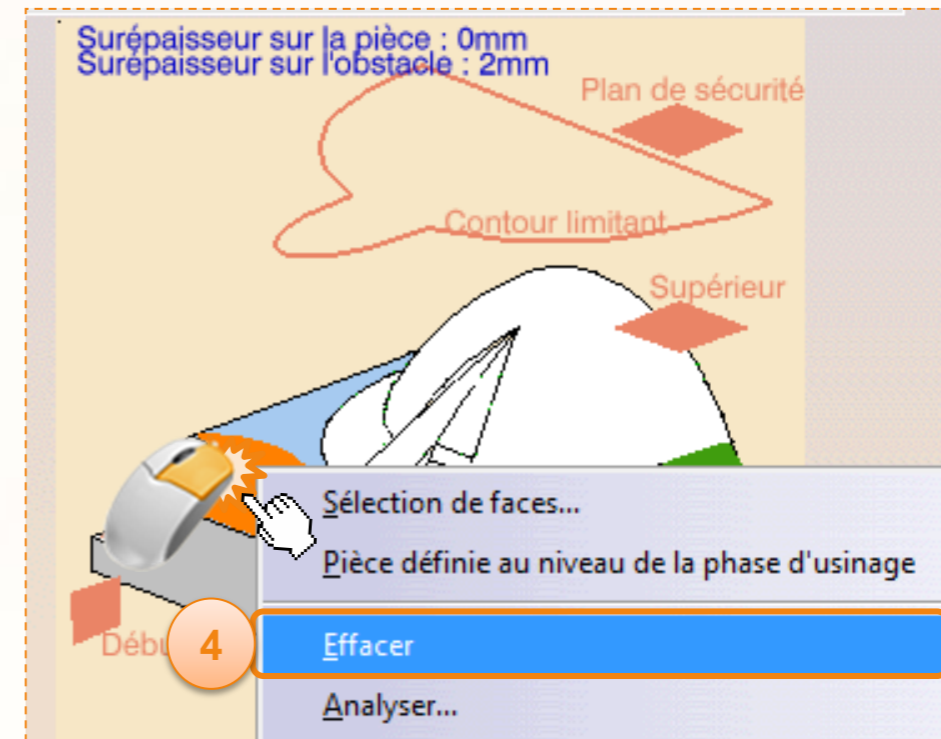 Surépaisseur sur la pièce : 0mm
Surépaisseur sur l'obstacle : 2mm
Plan de sécurité
Contour limitant
Supérieur
Sélection de faces...
Pièce définie au niveau de la phase d'usinage
Débu
4
Effacer
Analyser...